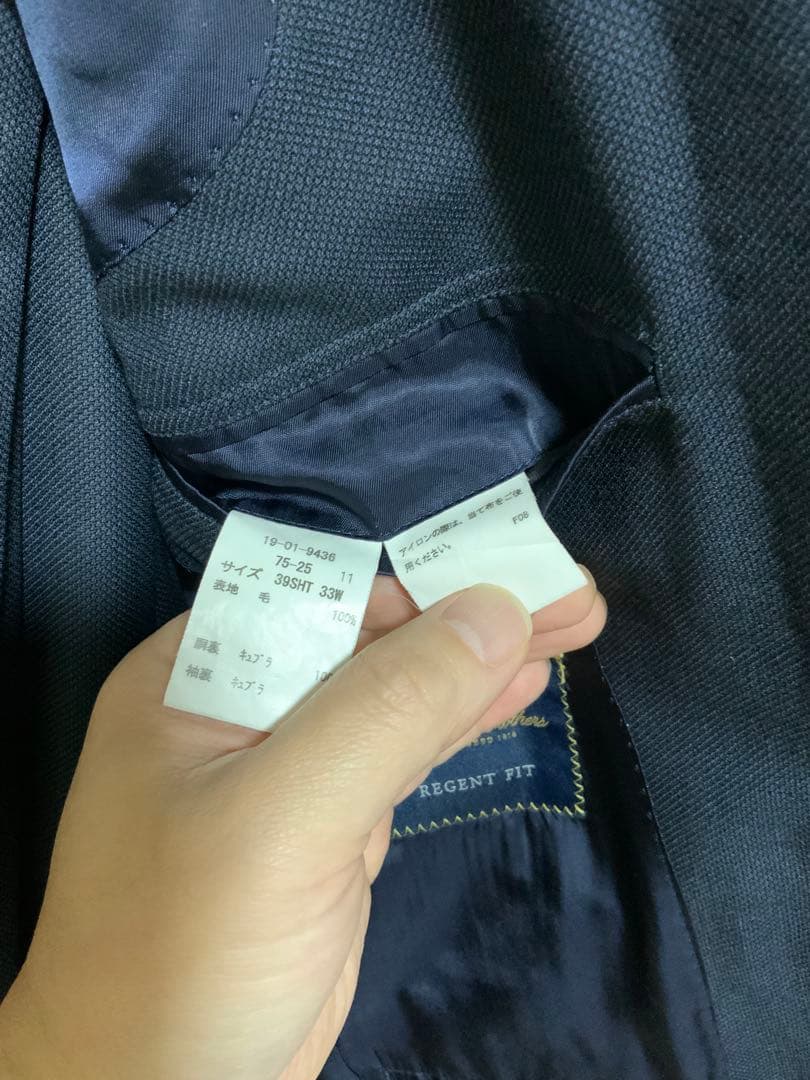 19-01-9436
75-25 11
サイズ 39SHT 33W
表地 毛
100%
胴裏 キュプラ
袖裏 キュプラ 10
アイロンの際は、当て布をご使
用ください。
F08
REGENT FIT